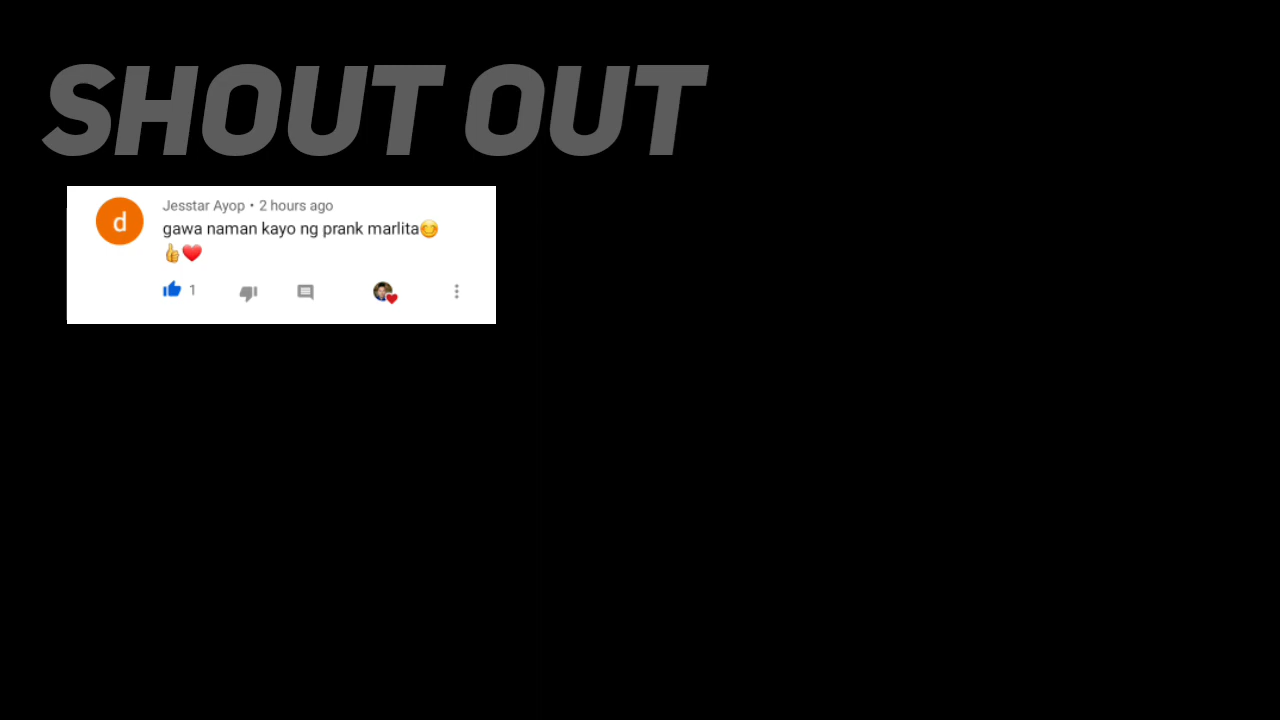 SHOUT OUT
d
Jesstar Ayop • 2 hours ago
gawa naman kayo ng prank marlita😊
👍❤️
1